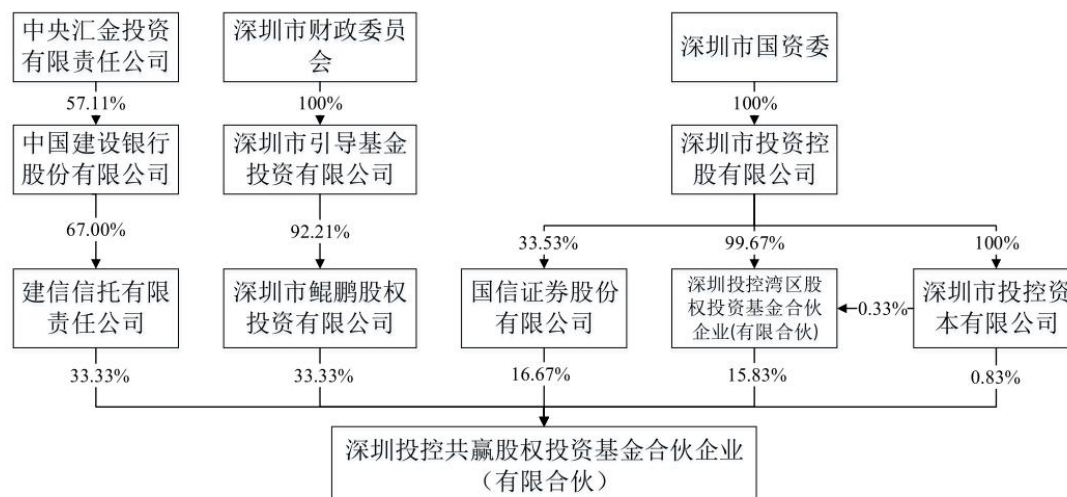 中央汇金投资
有限责任公司
深圳市财政委员
会
深圳市国资委
57.11%
100%
100%
中国建设银行
股份有限公司
深圳市引导基金
投资有限公司
深圳市投资控
股有限公司
67.00%
92.21%
33.53%
99.67%
100%
建信信托有限
责任公司
深圳市鲲鹏股权
投资有限公司
国信证券股份
有限公司
深圳投控湾区股
权投资基金合伙
企业(有限合伙)
0.33%
深圳市投控资
本有限公司
33.33%
33.33%
16.67%
15.83%
0.83%
深圳投控共赢股权投资基金合伙企业
（有限合伙）